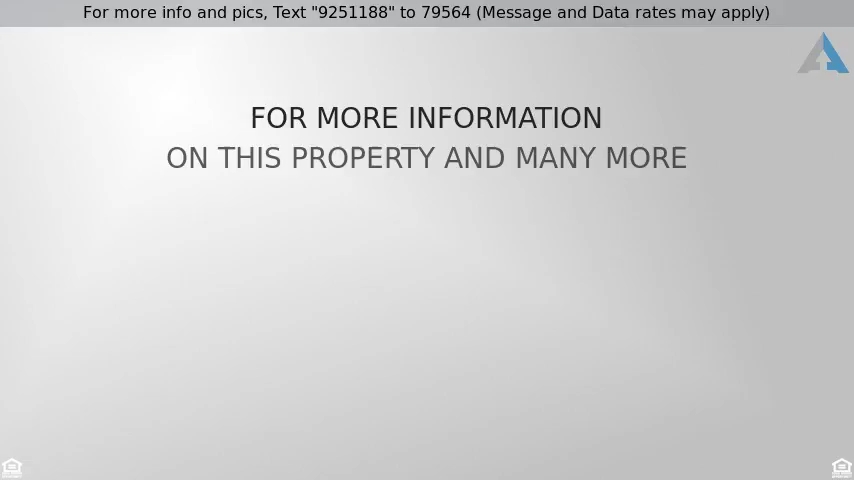 For more info and pics, Text "9251188" to 79564 (Message and Data rates may apply)
FOR MORE INFORMATION
ON THIS PROPERTY AND MANY MORE